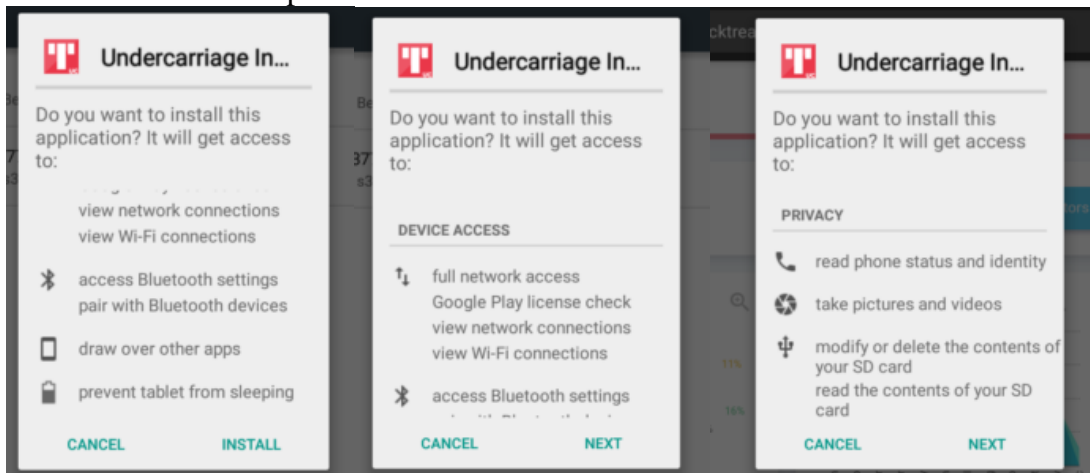 Undercarriage In...
Do you want to install this
application? It will get access
to:
view network connections
view Wi-Fi connections
access Bluetooth settings
pair with Bluetooth devices
draw over other apps
prevent tablet from sleeping
CANCEL INSTALL
Undercarriage In...
Do you want to install this
application? It will get access
to:
DEVICE ACCESS
full network access
Google Play license check
view network connections
view Wi-Fi connections
access Bluetooth settings
CANCEL NEXT
Undercarriage In...
Do you want to install this
application? It will get access
to:
PRIVACY
read phone status and identity
take pictures and videos
modify or delete the contents of
your SD card
read the contents of your SD
card
CANCEL NEXT
11%
16%